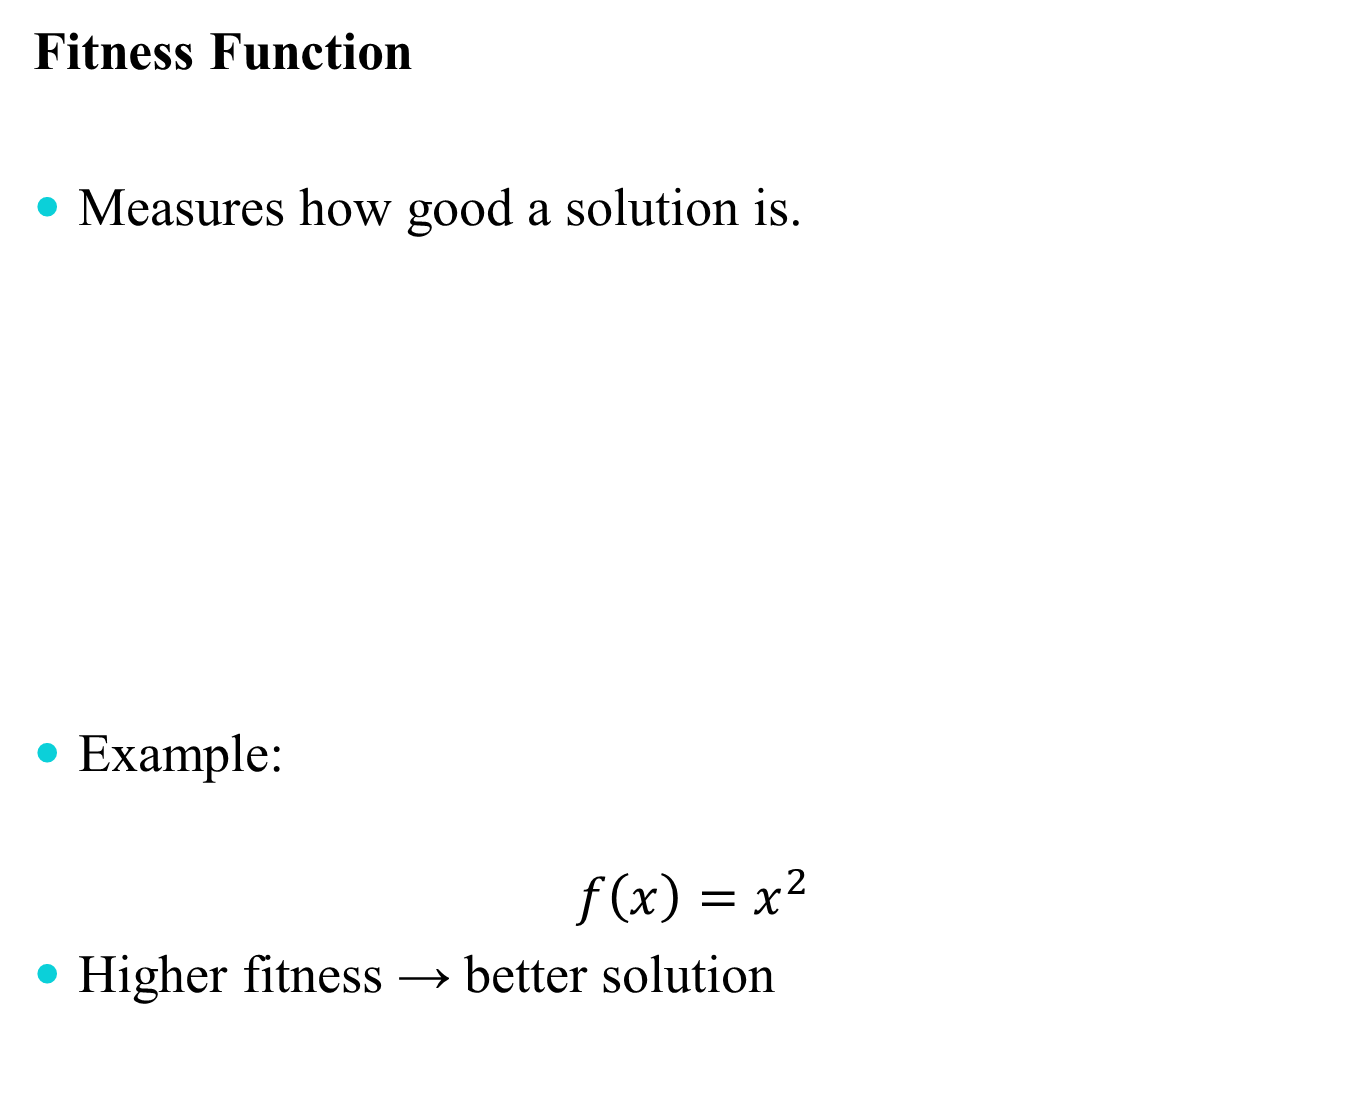 Fitness Function
• Measures how good a solution is.
• Example:
f(x) = x²
• Higher fitness → better solution